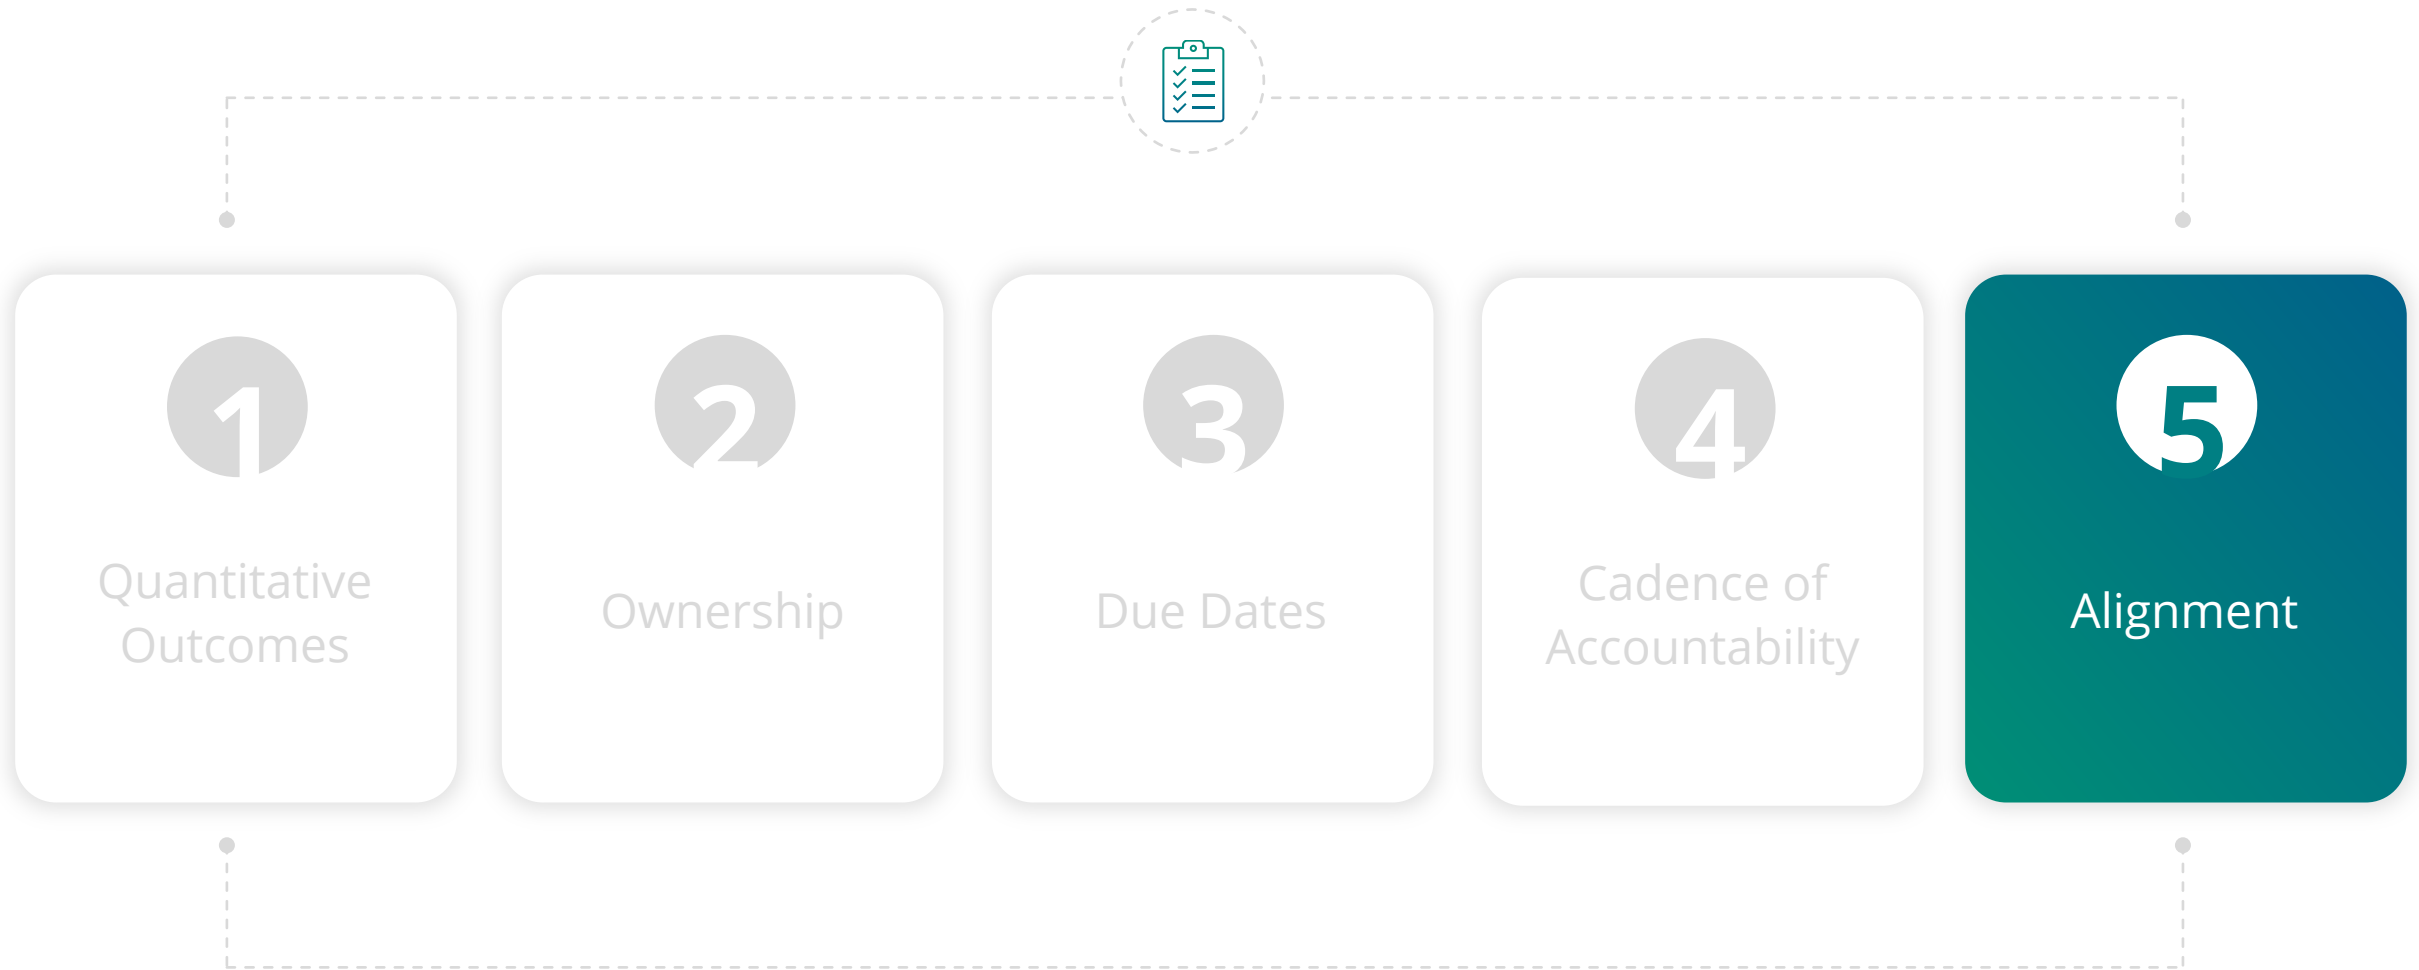 1
Quantitative
Outcomes
2
Ownership
3
Due Dates
4
Cadence of
Accountability
5
Alignment